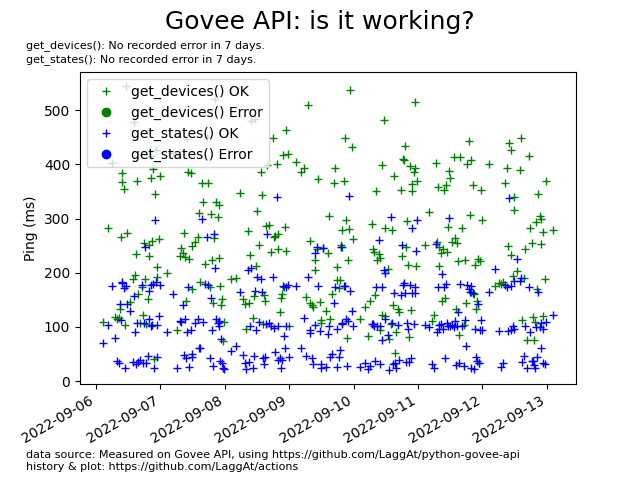 Govee API: is it working?
get_devices(): No recorded error in 7 days.
get_states(): No recorded error in 7 days.
get_devices() OK
get_devices() Error
get_states() OK
get_states() Error
Ping (ms)
500
400
300
200
100
0
2022-09-06
2022-09-07
2022-09-08
2022-09-09
2022-09-10
2022-09-11
2022-09-12
2022-09-13
data source: Measured on Govee API, using https://github.com/LaggAt/python-govee-api
history & plot: https://github.com/LaggAt/actions